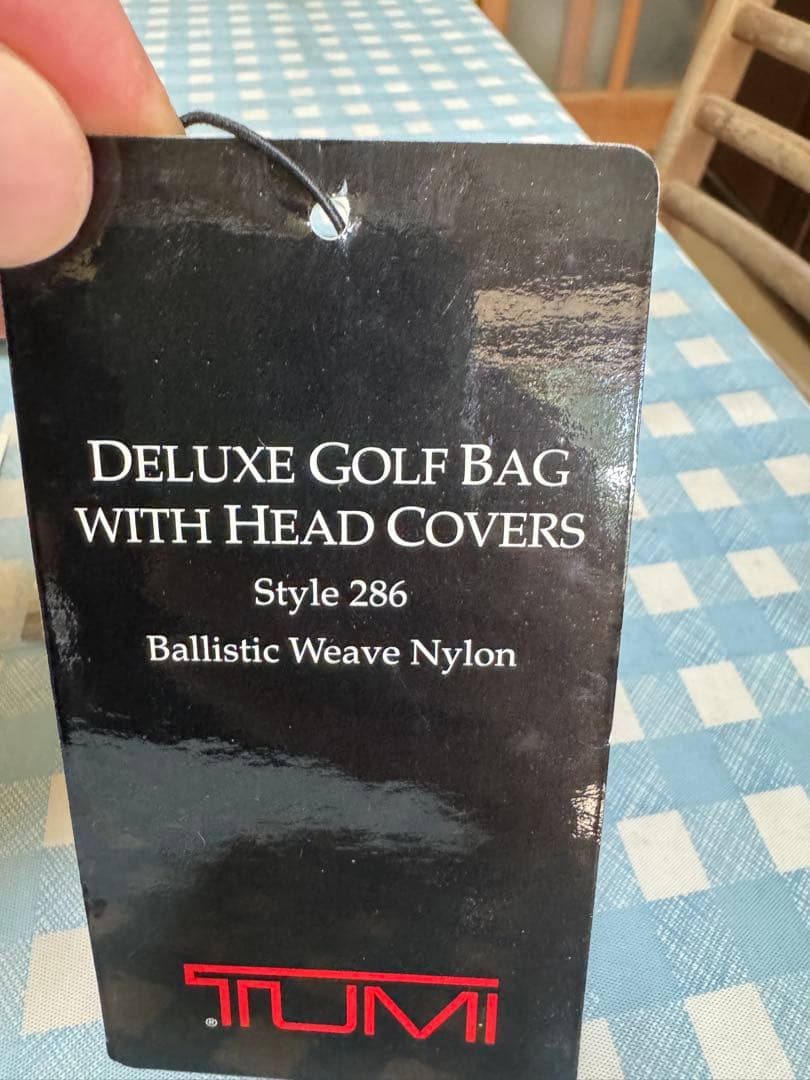 DELUXE GOLF BAG
WITH HEAD COVERS
Style 286
Ballistic Weave Nylon
®TUMI